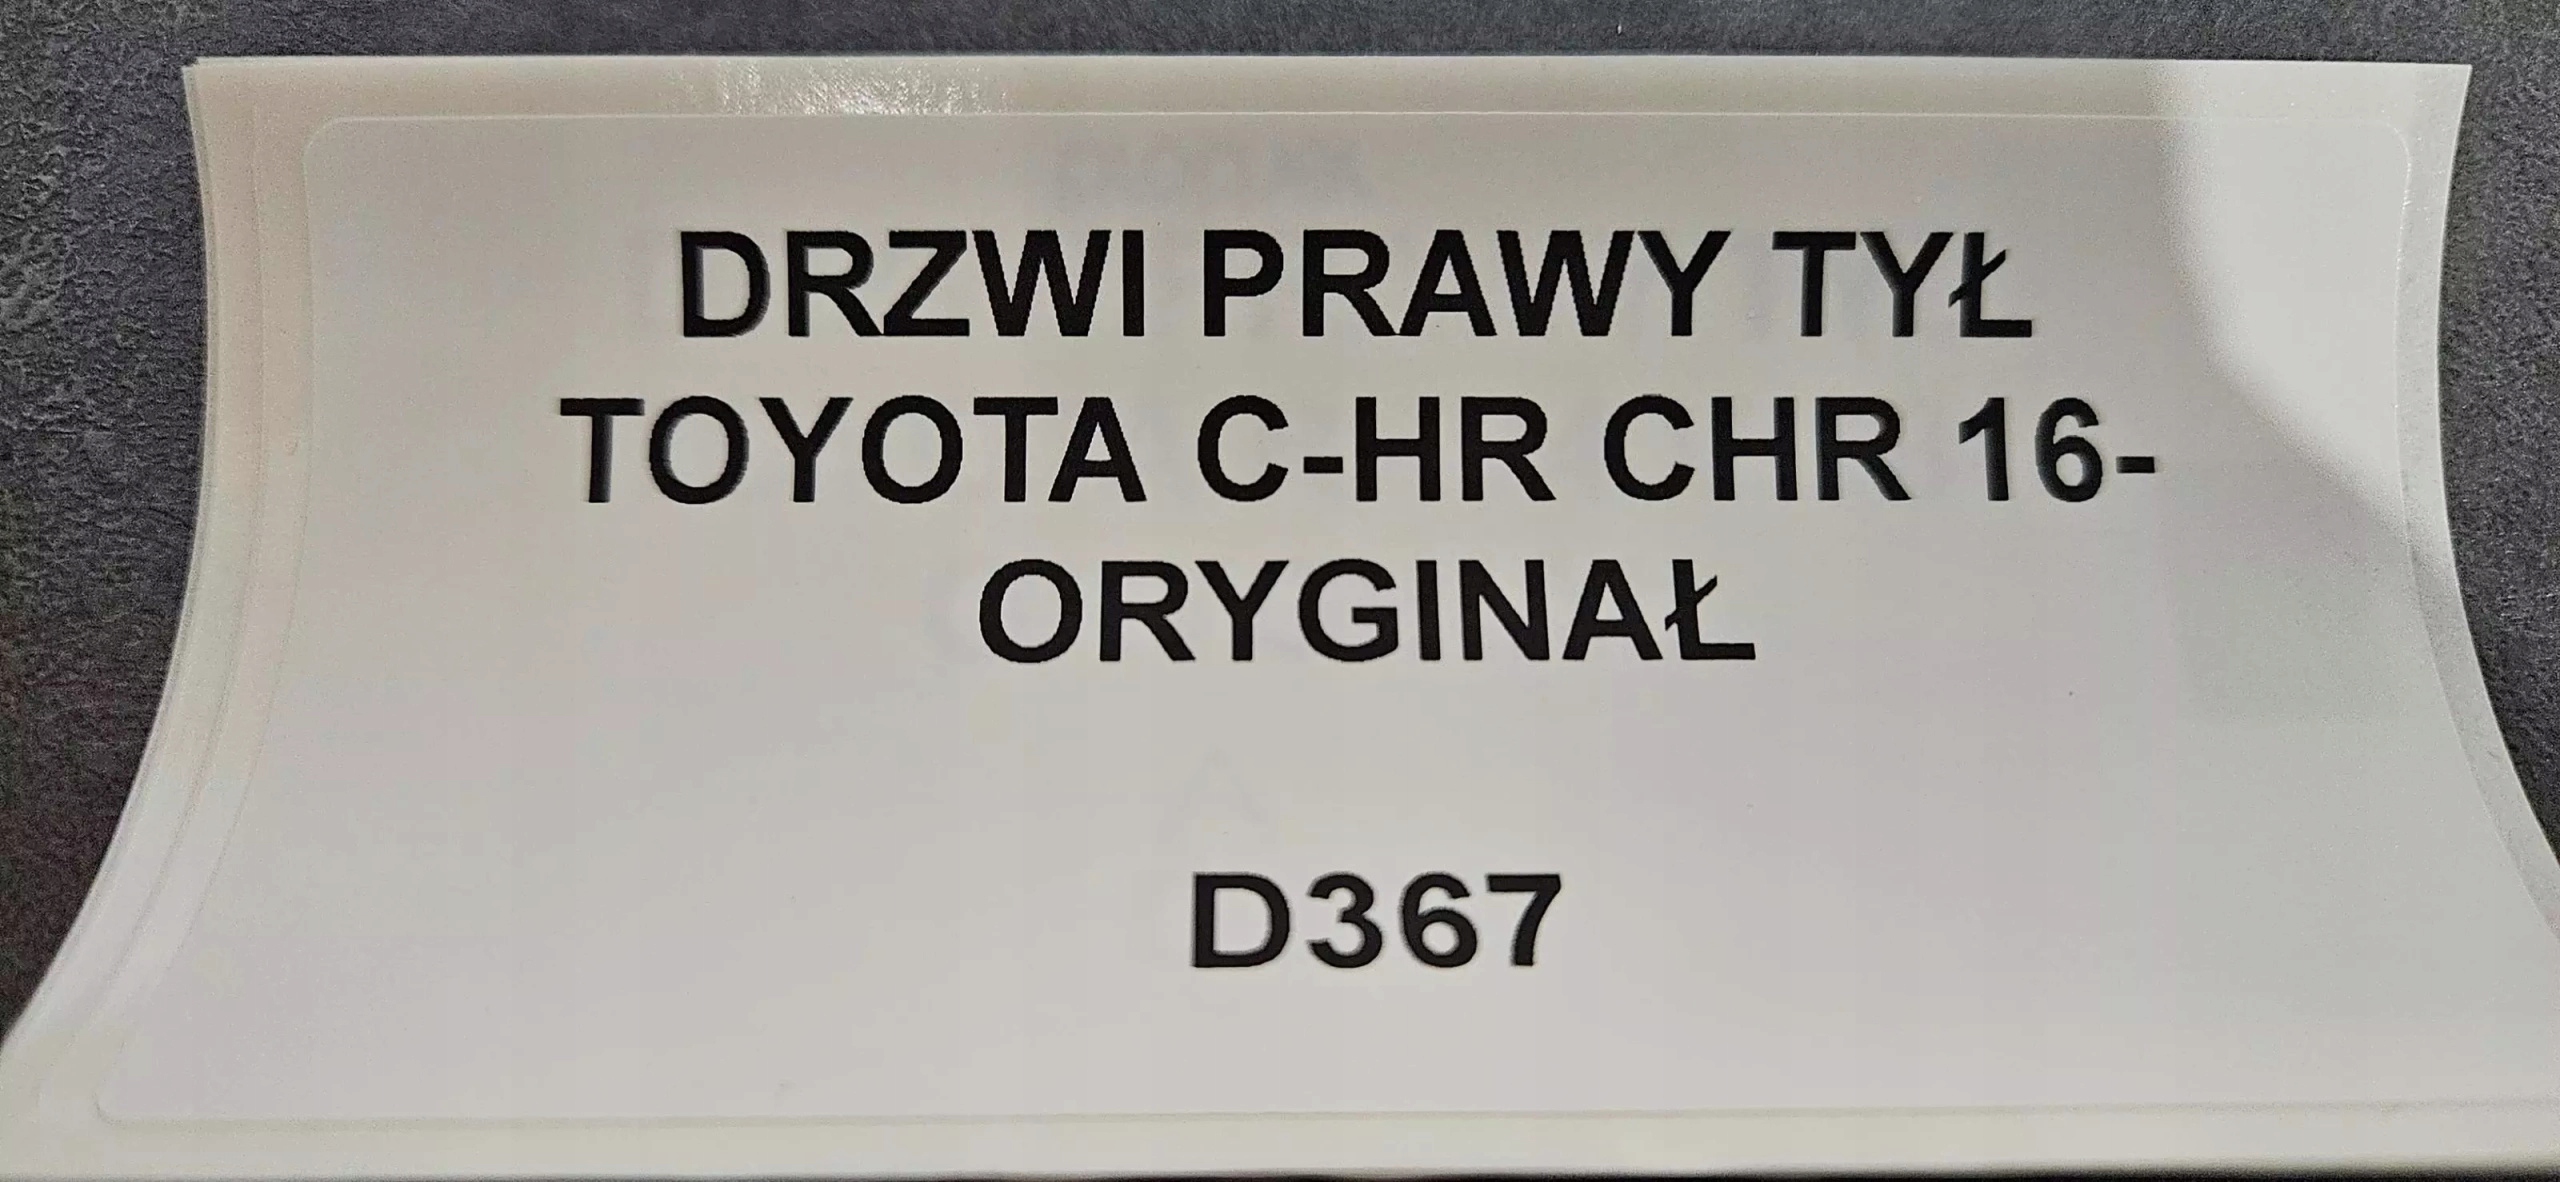 DRZWI PRAWY TYŁ
TOYOTA C-HR CHR 16-
ORYGINAŁ
D367